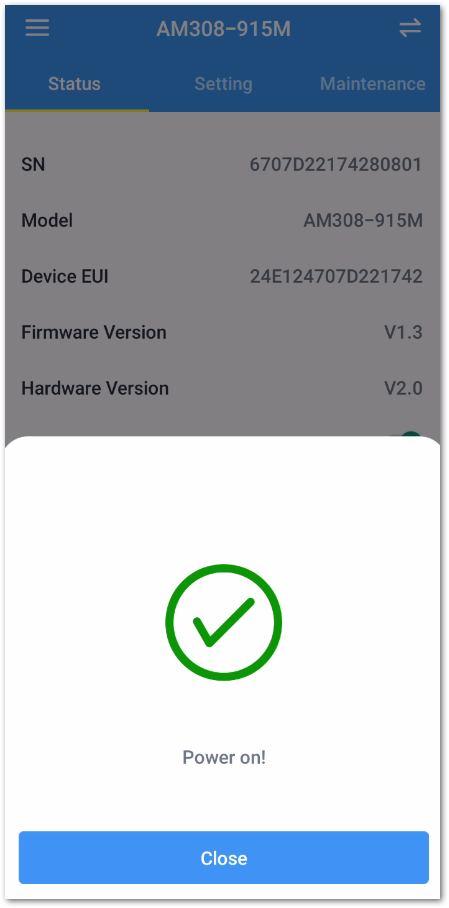 AM308-915M
Status Setting Maintenance
SN 6707D22174280801
Model AM308-915M
Device EUI 24E124707D221742
Firmware Version V1.3
Hardware Version V2.0
Power on!
Close